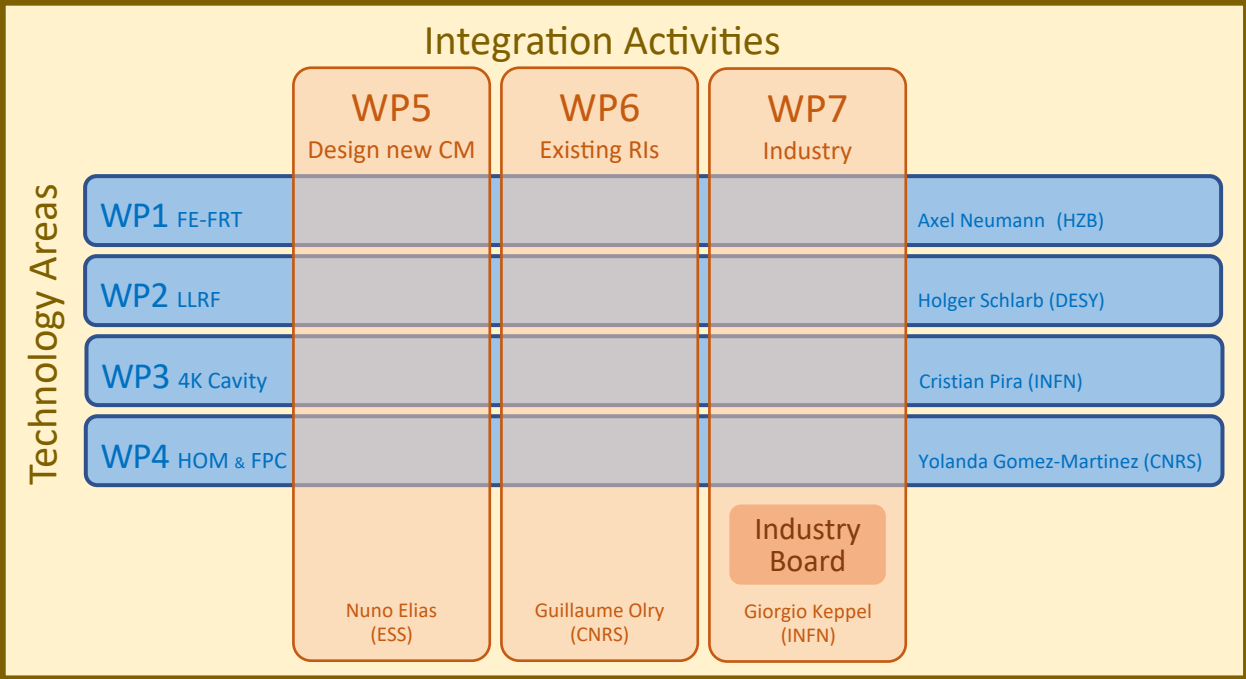 Integration Activities
WP5
Design new CM
WP6
Existing RIs
WP7
Industry
Technology Areas
WP1 FE-FRT
Axel Neumann (HZB)
WP2 LLRF
Holger Schlarb (DESY)
WP3 4K Cavity
Cristian Pira (INFN)
WP4 HOM & FPC
Yolanda Gomez-Martinez (CNRS)
Industry
Board
Nuno Elias
(ESS)
Guillaume Olry
(CNRS)
Giorgio Keppel
(INFN)